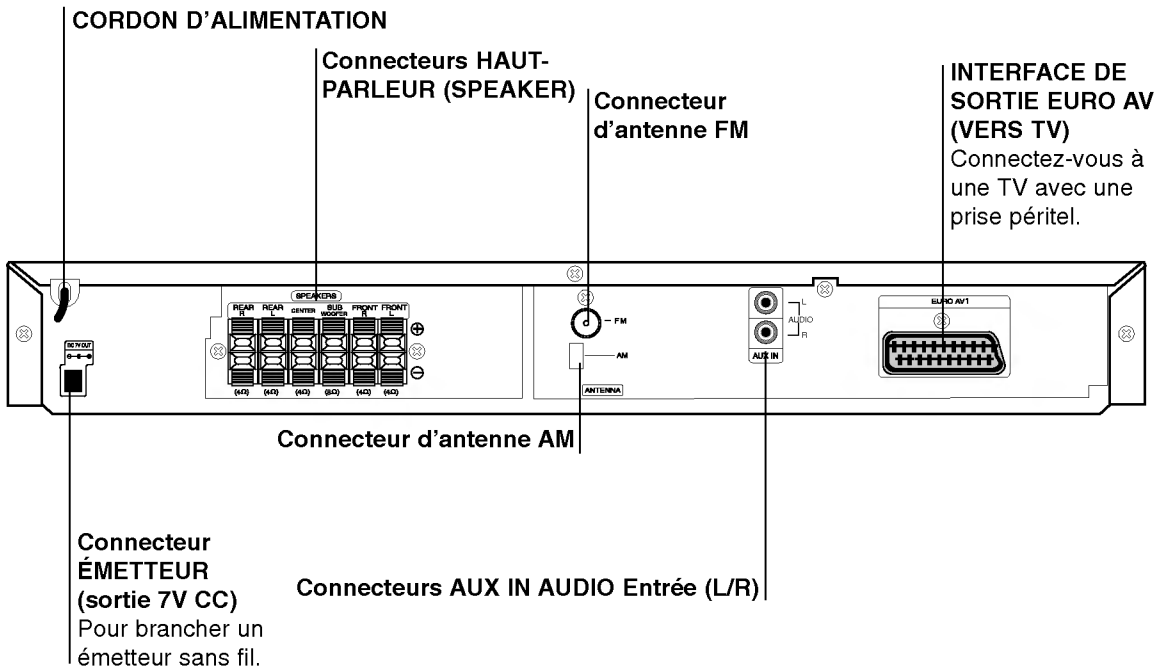 CORDON D'ALIMENTATION
Connecteurs HAUT-
PARLEUR (SPEAKER)
Connecteur
d'antenne FM
INTERFACE DE
SORTIE EURO AV
(VERS TV)
Connectez-vous à
une TV avec une
prise péritel.
SPEAKERS
REAR R
REAR L
CENTER
SUB WOOFER
FRONT R
FRONT L
(4Ω) (4Ω) (4Ω) (8Ω) (4Ω) (4Ω)
DC 7V OUT
FM
AM
ANTENNA
L
AUDIO
R
AUX IN
EURO AV1
Connecteur d'antenne AM
Connecteur
ÉMETTEUR
(sortie 7V CC)
Pour brancher un
émetteur sans fil.
Connecteurs AUX IN AUDIO Entrée (L/R)